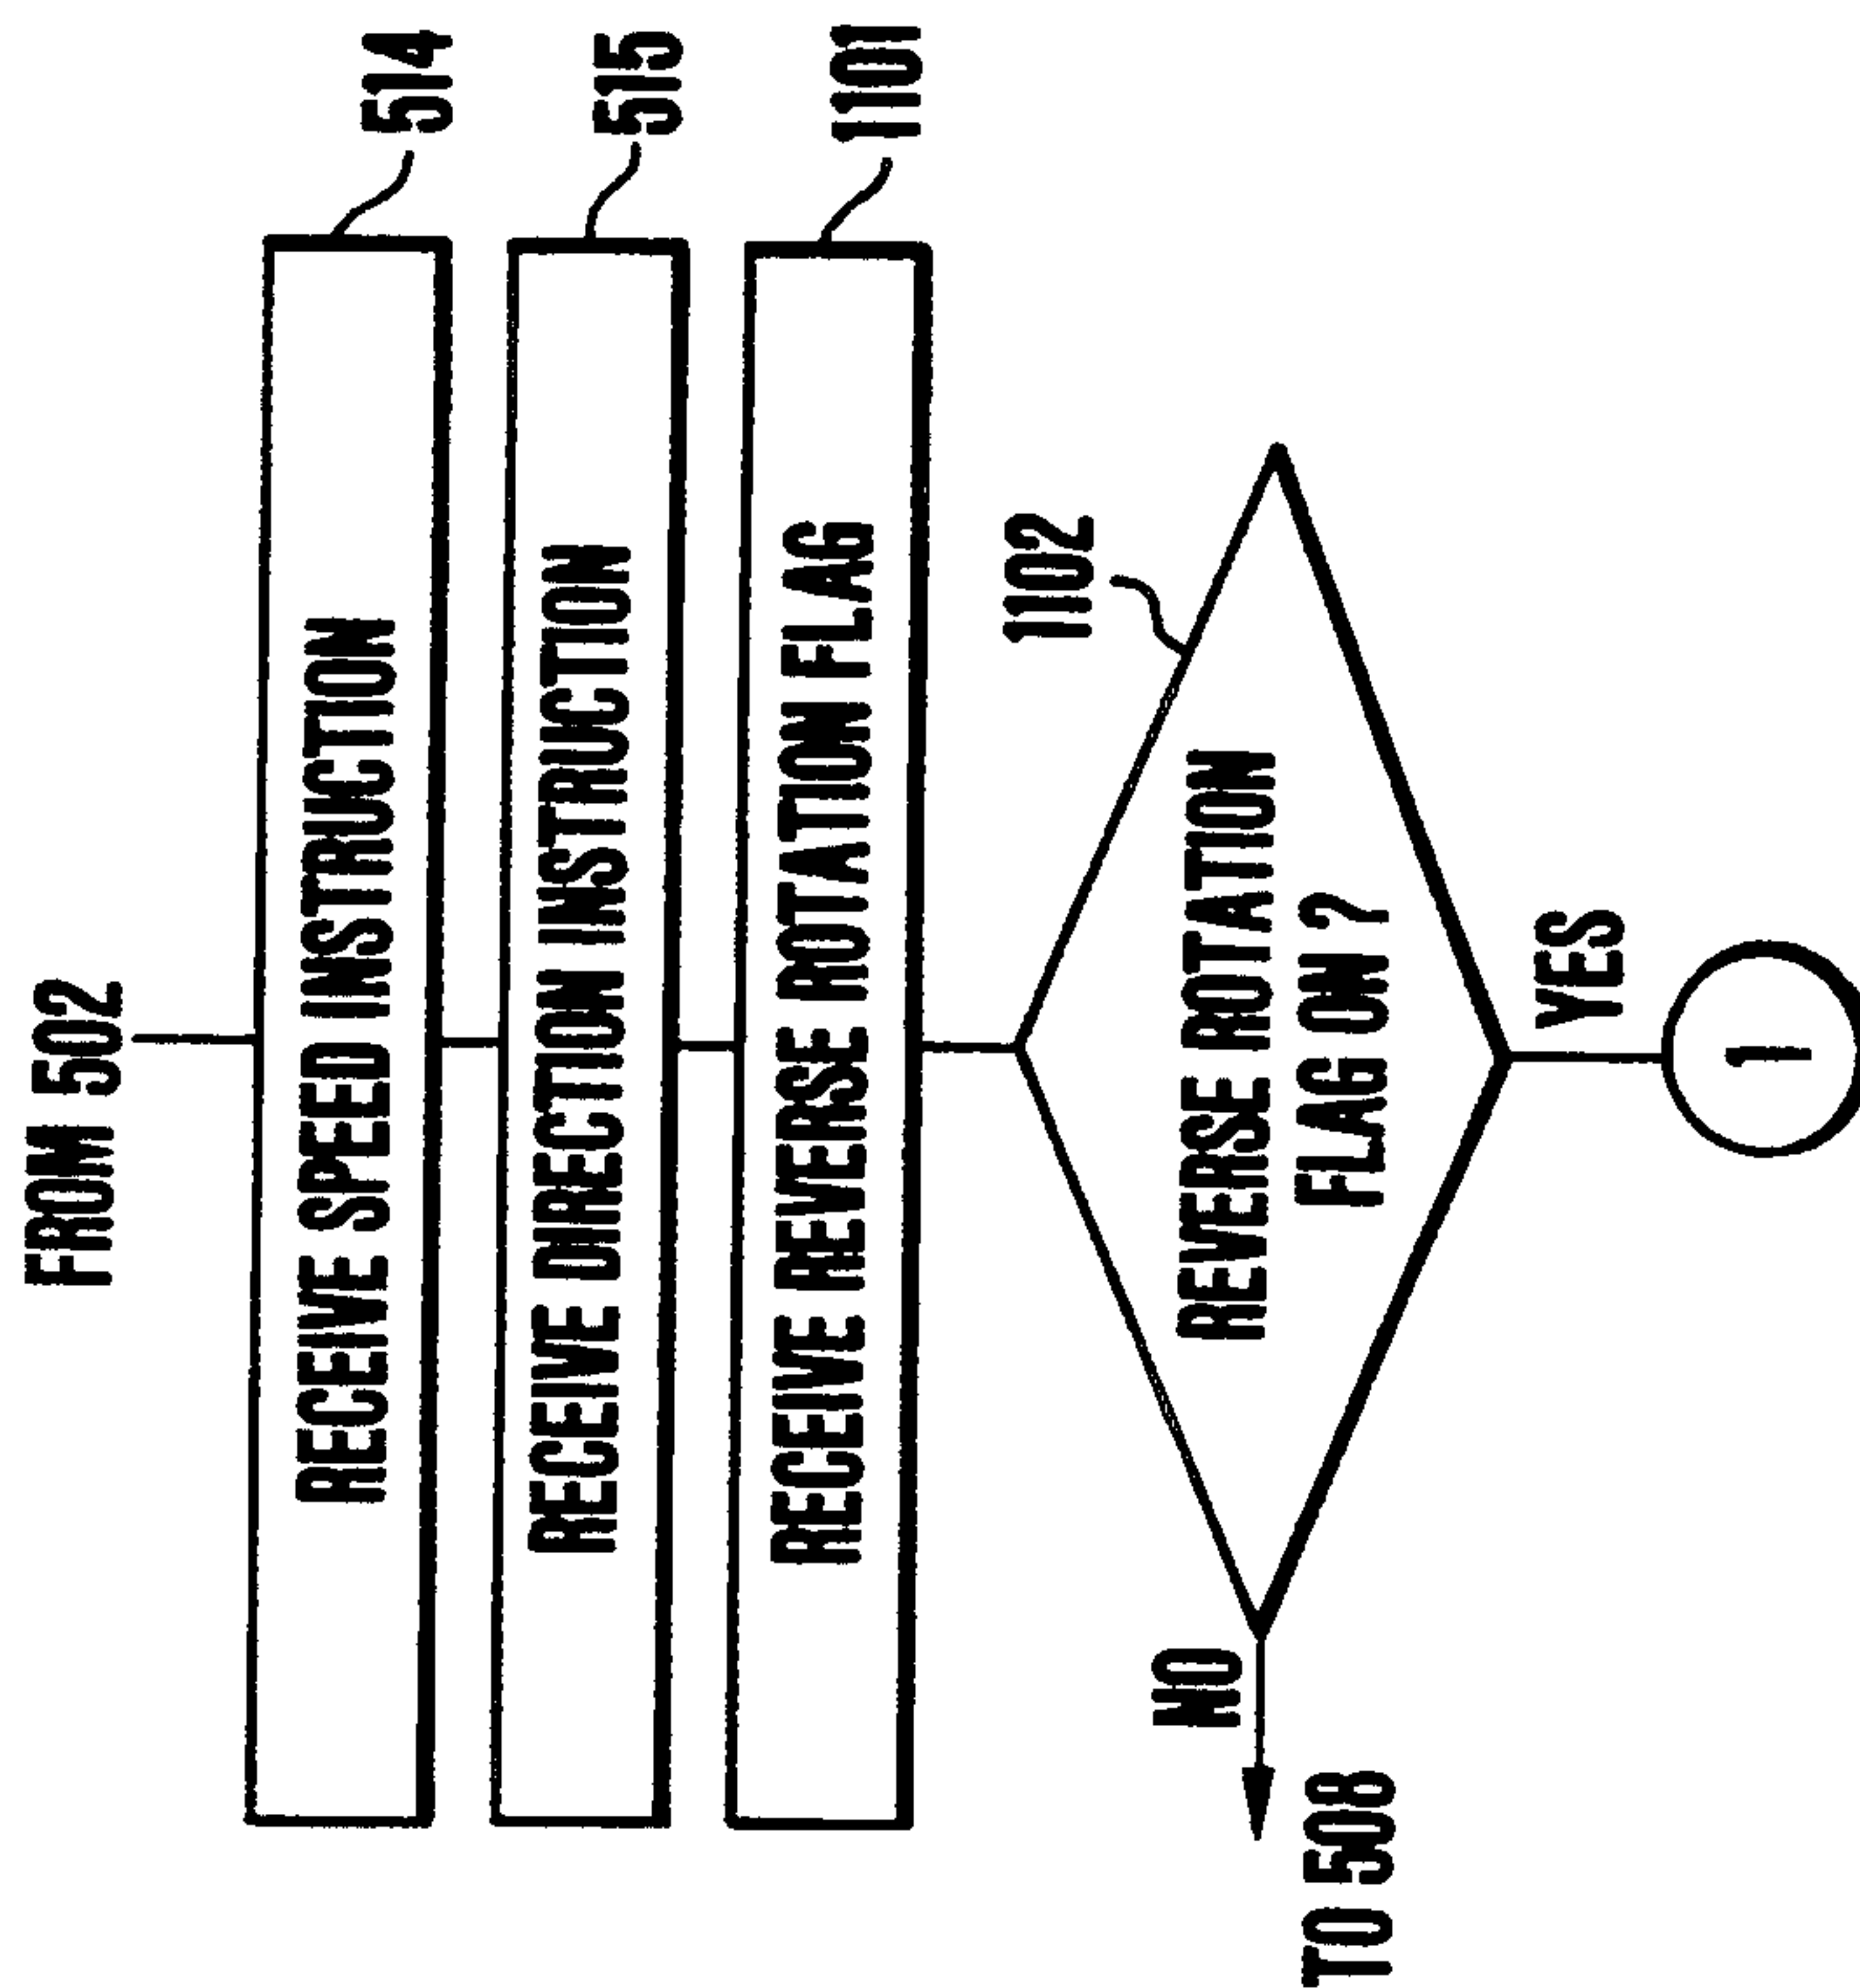 FROM 502
RECEIVE SPEED INSTRUCTION
514
RECEIVE DIRECTION INSTRUCTION
515
RECEIVE REVERSE ROTATION FLAG
1101
1102
REVERSE ROTATION
FLAG ON ?
NO
TO 508
YES
1